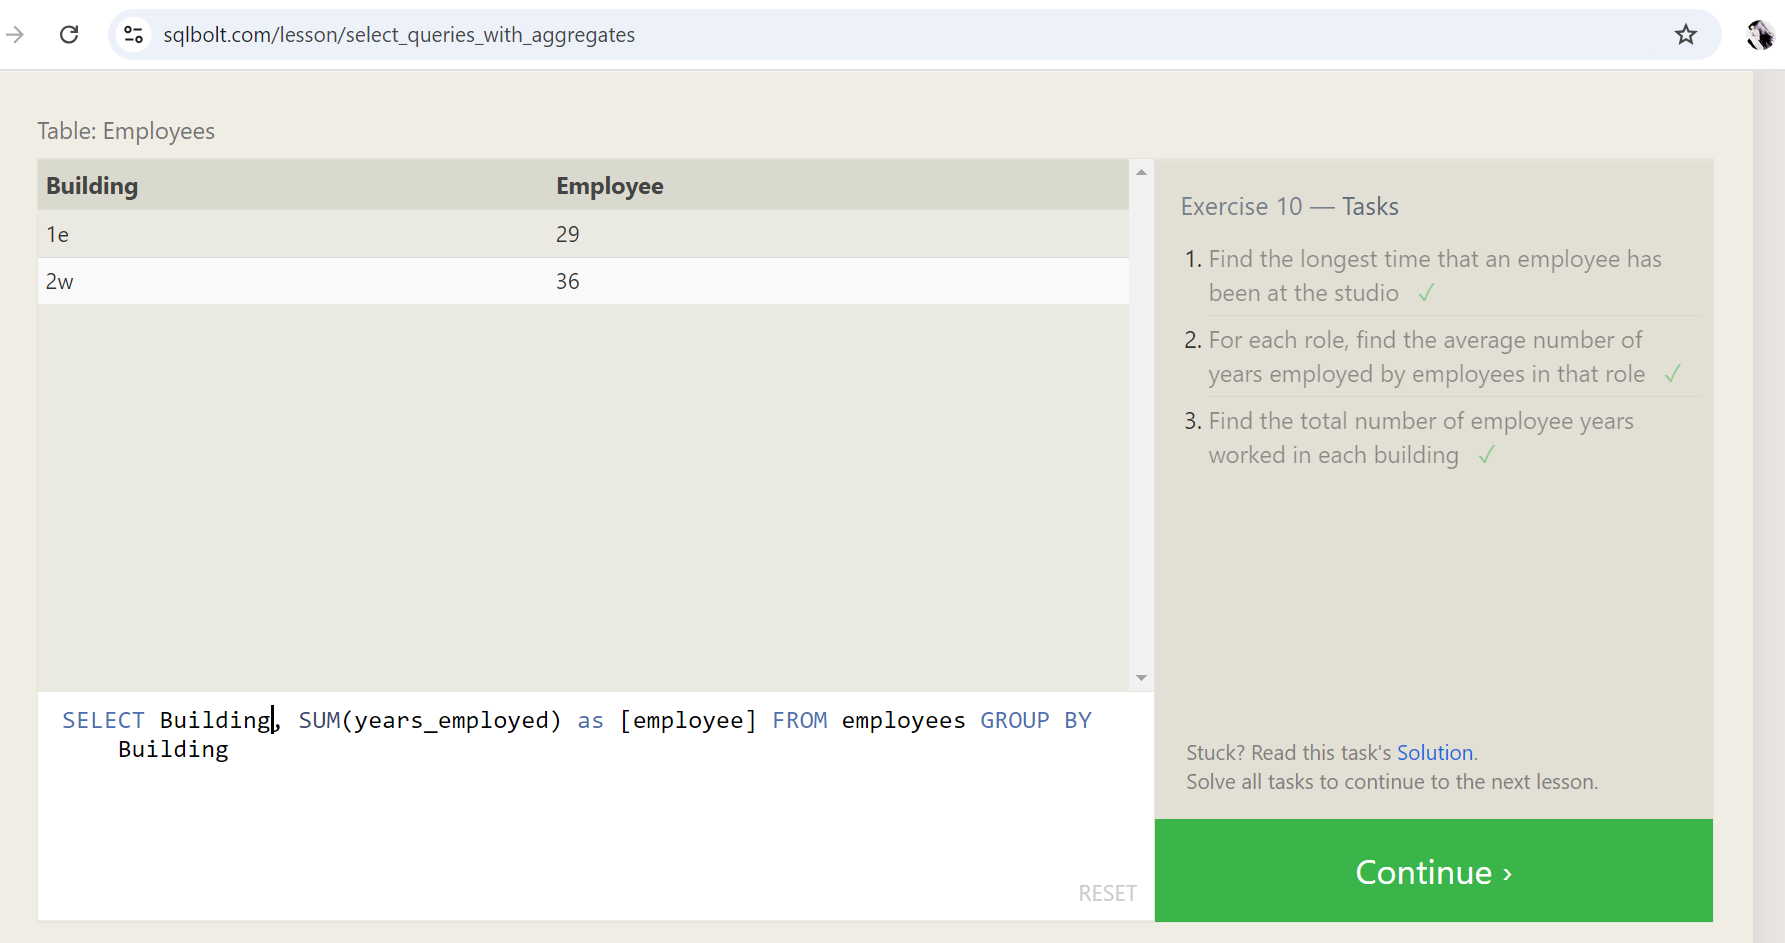 sqlbolt.com/lesson/select_queries_with_aggregates
Table: Employees
Building Employee
1e 29
2w 36
SELECT Building, SUM(years_employed) as [employee] FROM employees GROUP BY
Building
RESET
Exercise 10 — Tasks
1. Find the longest time that an employee has
been at the studio ✓
2. For each role, find the average number of
years employed by employees in that role ✓
3. Find the total number of employee years
worked in each building ✓
Stuck? Read this task's Solution.
Solve all tasks to continue to the next lesson.
Continue ›